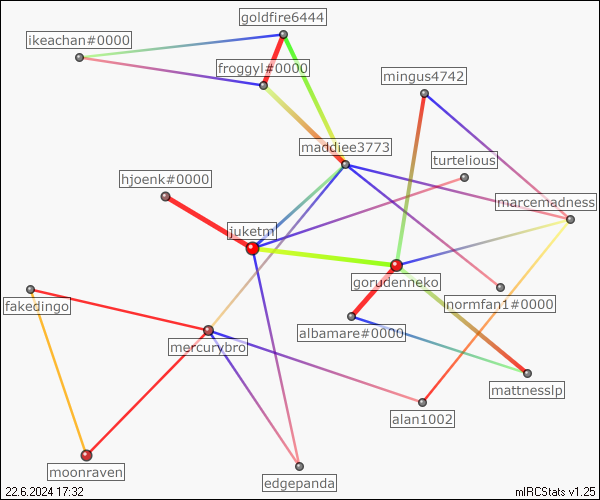 goldfire6444
ikeachan#0000
froggyl#0000
mingus4742
maddiee3773
turtelious
hjoenk#0000
marcemadness
juketm
gorudenneko
fakedingo
normfan1#0000
albamare#0000
mercurybro
mattnesslp
alan1002
moonraven
edgepanda
22.6.2024 17:32
mIRCStats v1.25